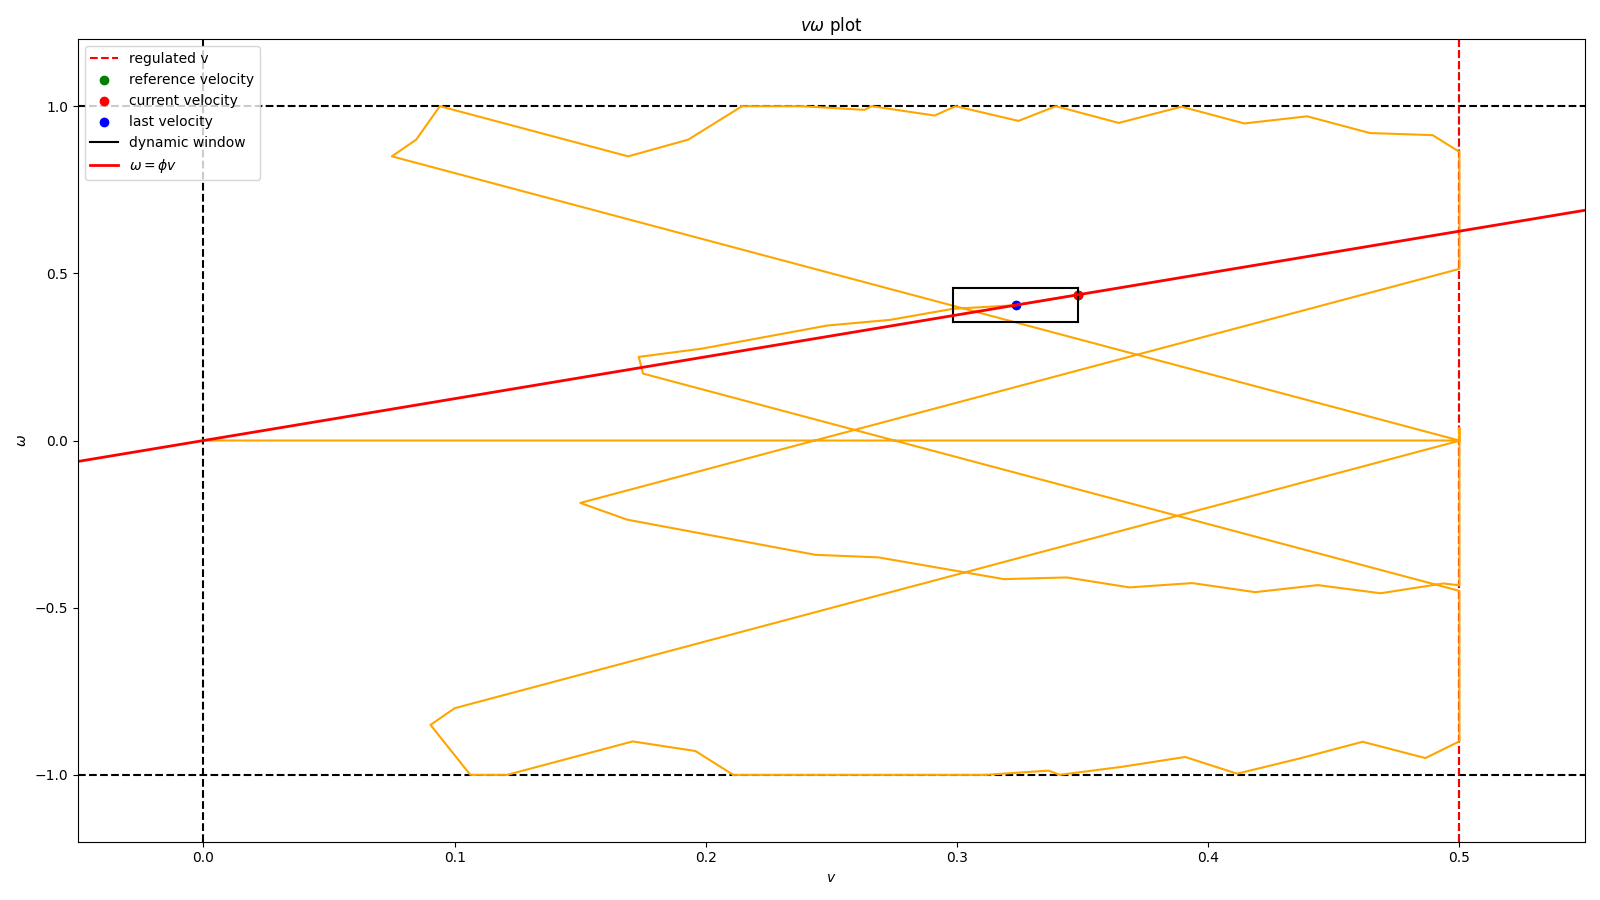 vω plot
regulated v
reference velocity
current velocity
last velocity
dynamic window
ω = ϕv
1.0
0.5
0.0
−0.5
−1.0
ω
0.0 0.1 0.2 0.3 0.4 0.5
v